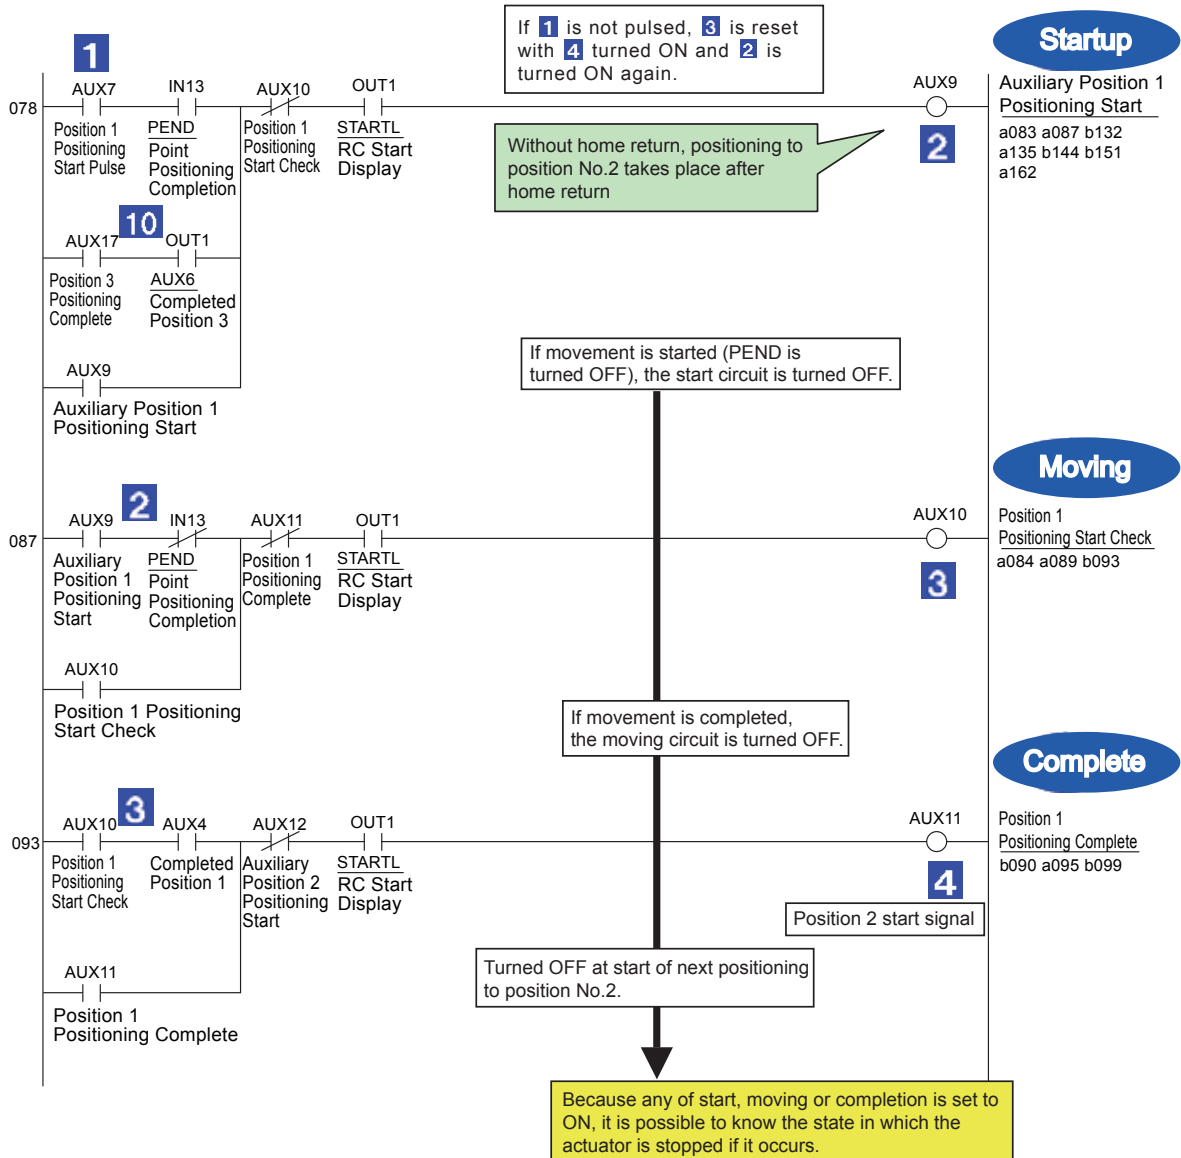 If 1 is not pulsed, 3 is reset
with 4 turned ON and 2 is
turned ON again.
Startup
1
078
AUX7
IN13
AUX10
OUT1
AUX9
Position 1
Positioning
Start Pulse
PEND
Point
Positioning
Completion
Position 1
Positioning
Start Check
STARTL
RC Start
Display
Without home return, positioning to
position No.2 takes place after
home return
2
Auxiliary Position 1
Positioning Start
a083 a087 b132
a135 b144 b151
a162
10
AUX17
OUT1
Position 3
Positioning
Complete
AUX6
Completed
Position 3
AUX9
Auxiliary Position 1
Positioning Start
If movement is started (PEND is
turned OFF), the start circuit is turned OFF.
Moving
087
AUX9
2
IN13
AUX11
OUT1
AUX10
Auxiliary
Position 1
Positioning
Start
PEND
Point
Positioning
Completion
Position 1
Positioning
Complete
STARTL
RC Start
Display
3
Position 1
Positioning Start Check
a084 a089 b093
AUX10
Position 1 Positioning
Start Check
If movement is completed,
the moving circuit is turned OFF.
Complete
093
AUX10
3
AUX4
AUX12
OUT1
AUX11
Position 1
Positioning
Start Check
Completed
Position 1
Auxiliary
Position 2
Positioning
Start
STARTL
RC Start
Display
4
Position 1
Positioning Complete
b090 a095 b099
Position 2 start signal
AUX11
Position 1
Positioning Complete
Turned OFF at start of next positioning
to position No.2.
Because any of start, moving or completion is set to
ON, it is possible to know the state in which the
actuator is stopped if it occurs.